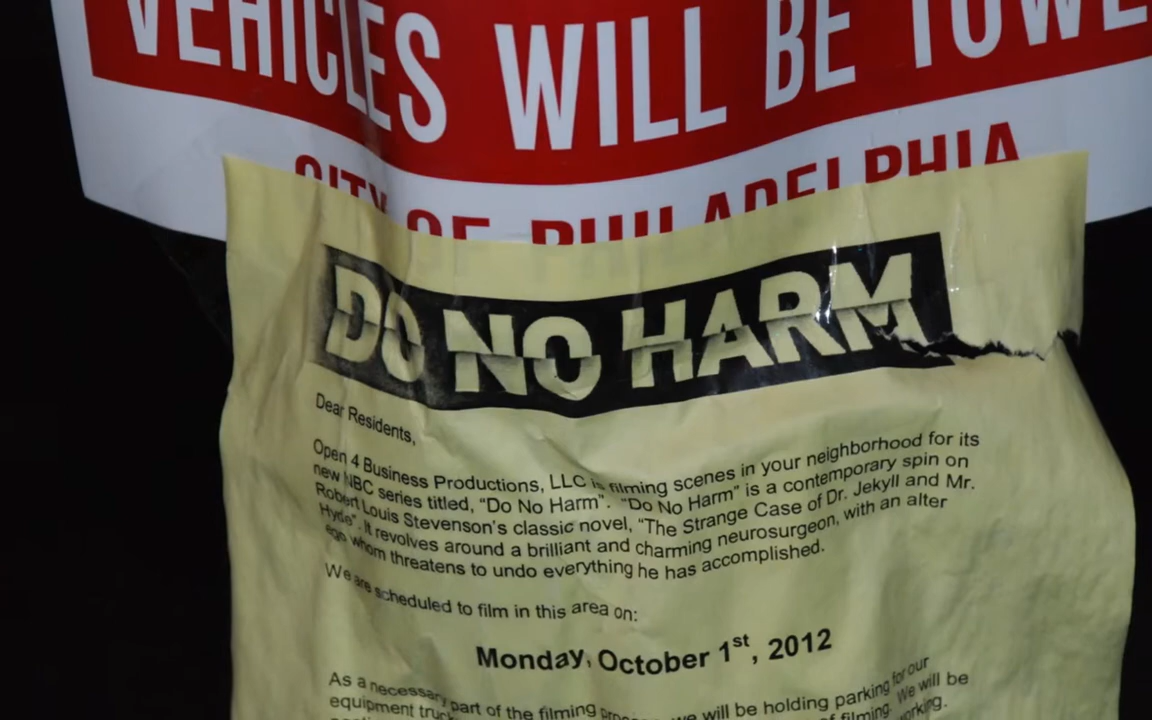 VEHICLES WILL BE TOWE
CITY OF PHILADELPHIA
DO NO HARM
Dear Residents,
Open 4 Business Productions, LLC is filming scenes in your neighborhood for its
new NBC series titled, “Do No Harm”. “Do No Harm” is a contemporary spin on
Robert Louis Stevenson's classic novel, “The Strange Case of Dr. Jekyll and Mr.
Hyde”. It revolves around a brilliant and charming neurosurgeon, with an alter
ego whom threatens to undo everything he has accomplished.
We are scheduled to film in this area on:
Monday, October 1st, 2012
As a necessary part of the filming process we will be holding parking for our
equipment truck of filming. We will be
working.